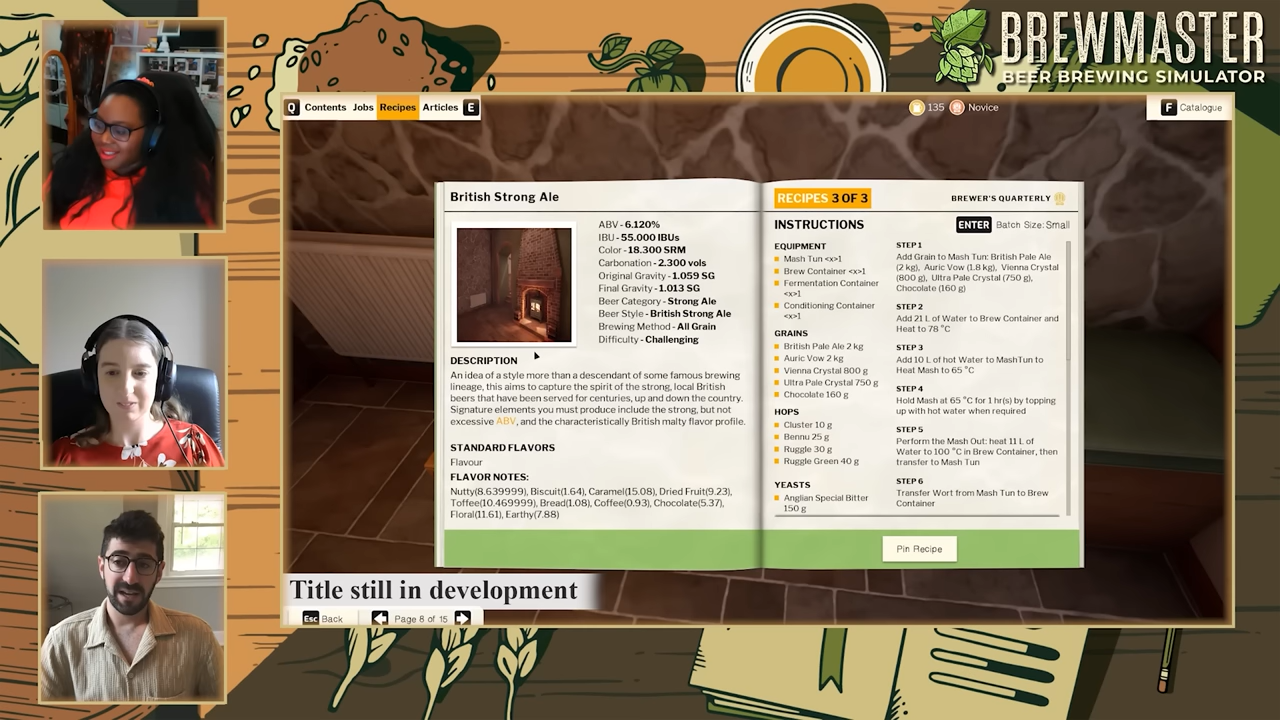 BREWMASTER
BEER BREWING SIMULATOR
Q Contents Jobs Recipes Articles E
135 Novice
F Catalogue
British Strong Ale
ABV - 6.120%
IBU - 55.000 IBUs
Color - 18.300 SRM
Carbonation - 2.300 vols
Original Gravity - 1.059 SG
Final Gravity - 1.013 SG
Beer Category - Strong Ale
Beer Style - British Strong Ale
Brewing Method - All Grain
Difficulty - Challenging
DESCRIPTION
An idea of a style more than a descendant of some famous brewing
lineage, this aims to capture the spirit of the strong, local British
beers that have been served for centuries, up and down the country.
Signature elements you must produce include the strong, but not
excessive ABV, and the characteristically British malty flavor profile.
STANDARD FLAVORS
Flavour
FLAVOR NOTES:
Nutty(8.639999), Biscuit(1.64), Caramel(15.08), Dried Fruit(9.23),
Toffee(10.469999), Bread(1.08), Coffee(0.93), Chocolate(5.37),
Floral(11.61), Earthy(7.88)
RECIPES 3 OF 3
BREWER'S QUARTERLY
INSTRUCTIONS
ENTER Batch Size: Small
EQUIPMENT
Mash Tun <x>1
Brew Container <x>1
Fermentation Container
<x>1
Conditioning Container
<x>1
GRAINS
British Pale Ale 2 kg
Auric Vow 2 kg
Vienna Crystal 800 g
Ultra Pale Crystal 750 g
Chocolate 160 g
HOPS
Cluster 10 g
Bennu 25 g
Ruggle 30 g
Ruggle Green 40 g
YEASTS
Anglian Special Bitter
150 g
STEP 1
Add Grain to Mash Tun: British Pale Ale
(2 kg), Auric Vow (1.8 kg), Vienna Crystal
(800 g), Ultra Pale Crystal (750 g),
Chocolate (160 g)
STEP 2
Add 21 L of Water to Brew Container and
Heat to 78 °C
STEP 3
Add 10 L of hot Water to MashTun to
Heat Mash to 65 °C
STEP 4
Hold Mash at 65 °C for 1 hr(s) by topping
up with hot water when required
STEP 5
Perform the Mash Out: heat 11 L of
Water to 100 °C in Brew Container, then
transfer to Mash Tun
STEP 6
Transfer Wort from Mash Tun to Brew
Container
Pin Recipe
Title still in development
Esc Back
Page 8 of 15